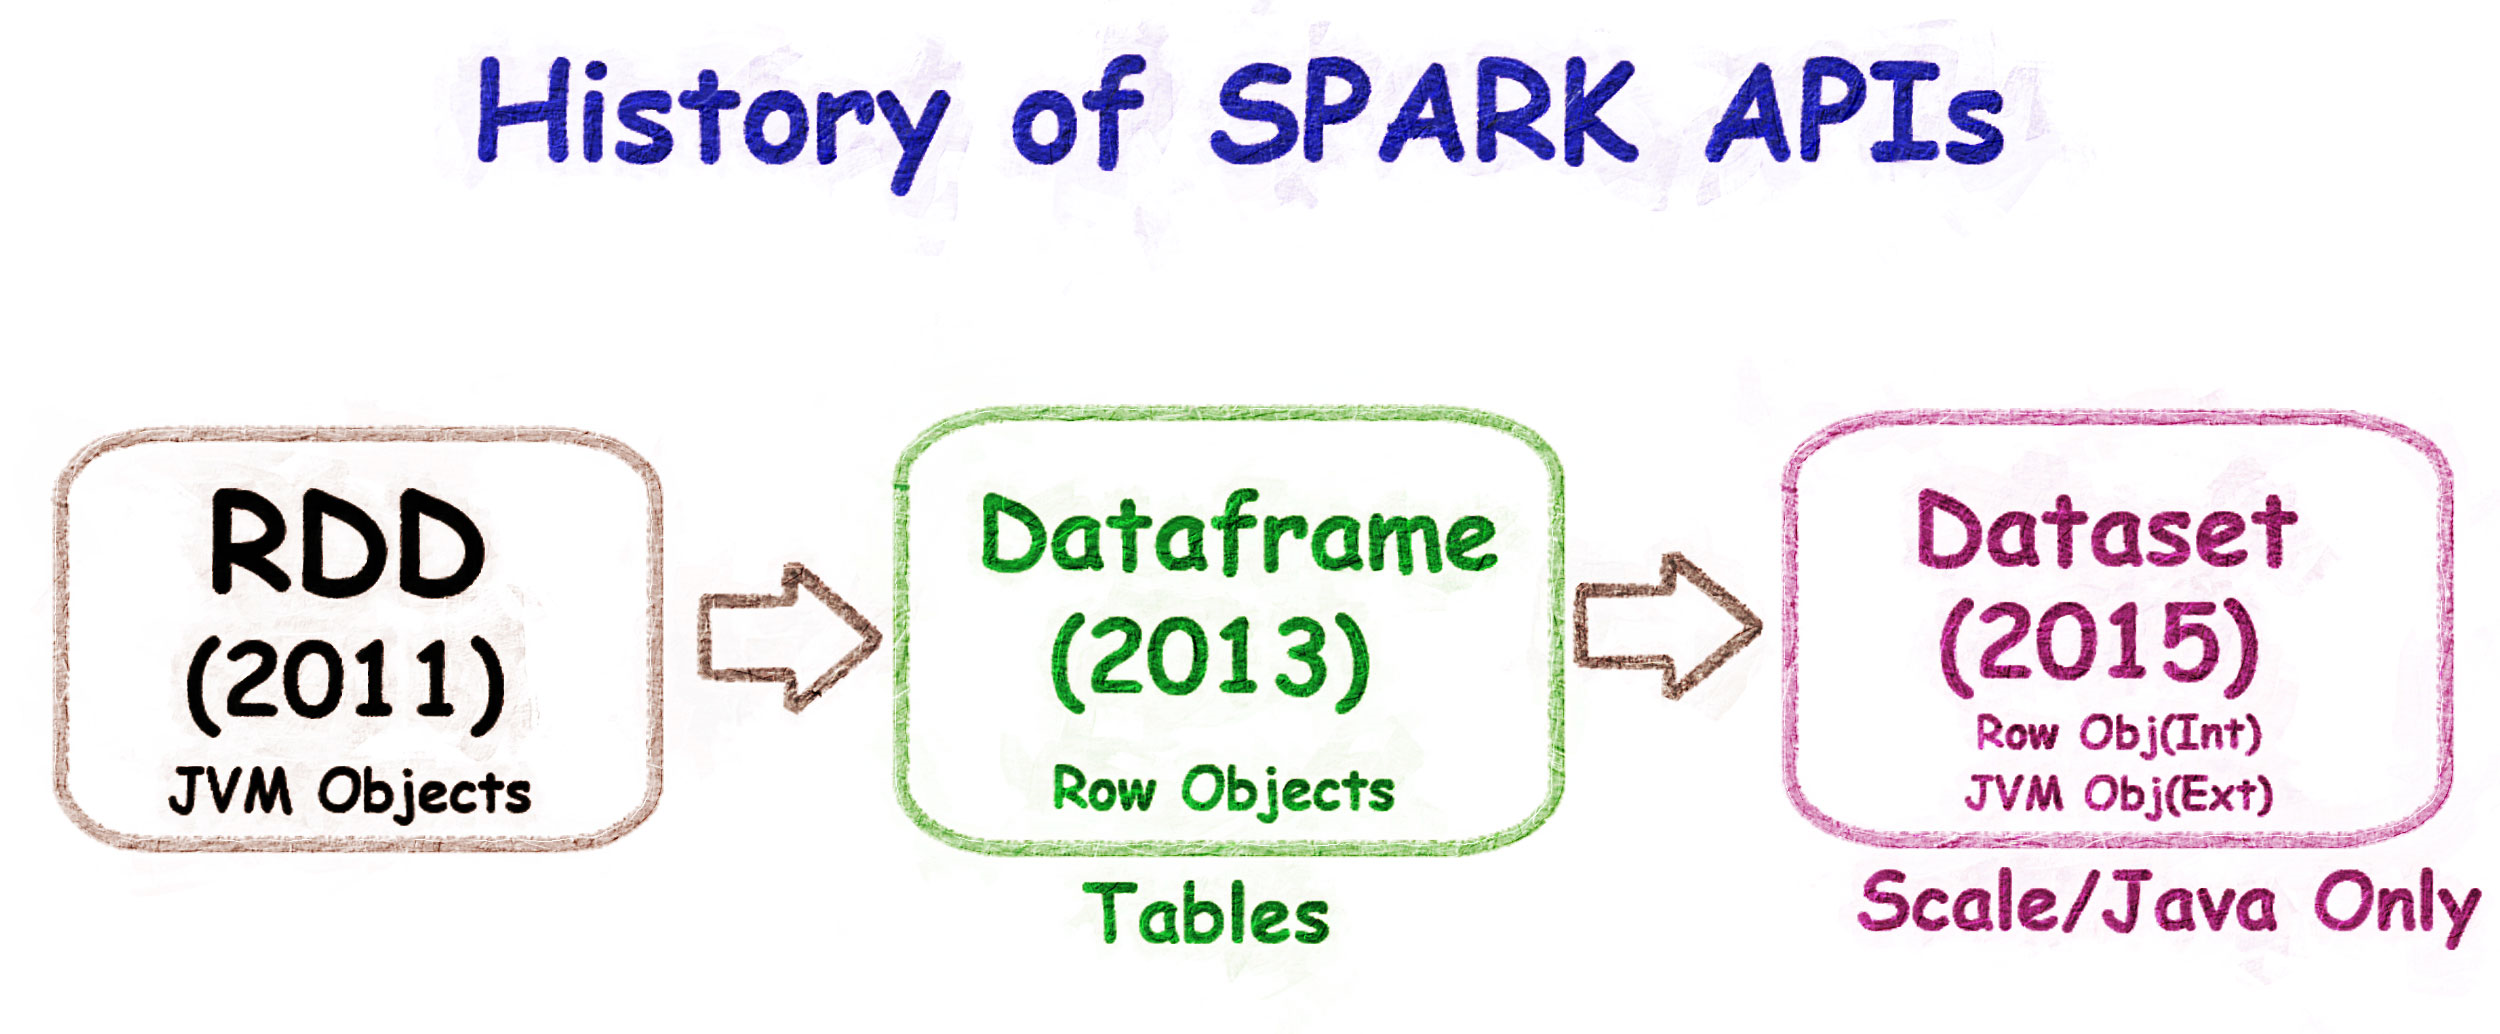 History of SPARK APIs
RDD
(2011)
JVM Objects
Dataframe
(2013)
Row Objects
Tables
Dataset
(2015)
Row Obj(Int)
JVM Obj(Ext)
Scale/Java Only